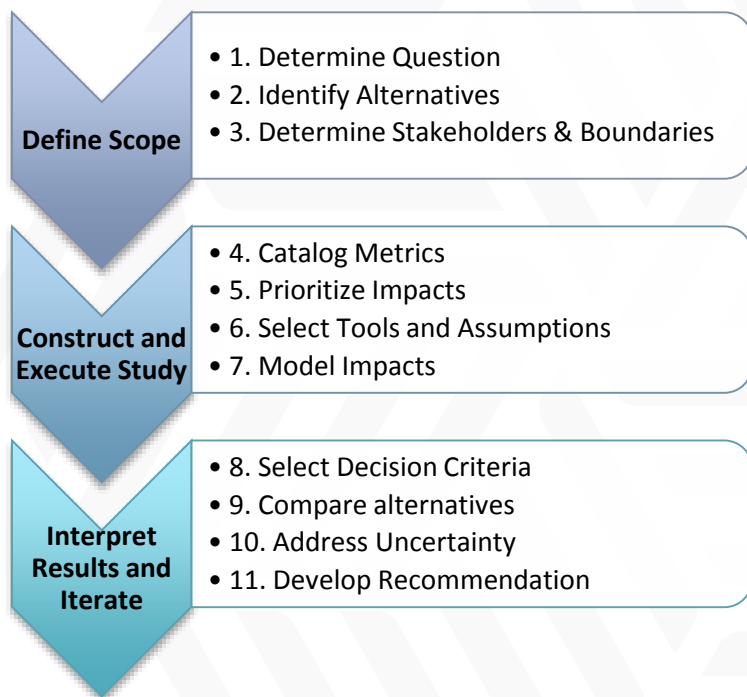 Define Scope
• 1. Determine Question
• 2. Identify Alternatives
• 3. Determine Stakeholders & Boundaries
Construct and
Execute Study
• 4. Catalog Metrics
• 5. Prioritize Impacts
• 6. Select Tools and Assumptions
• 7. Model Impacts
Interpret
Results and
Iterate
• 8. Select Decision Criteria
• 9. Compare alternatives
• 10. Address Uncertainty
• 11. Develop Recommendation